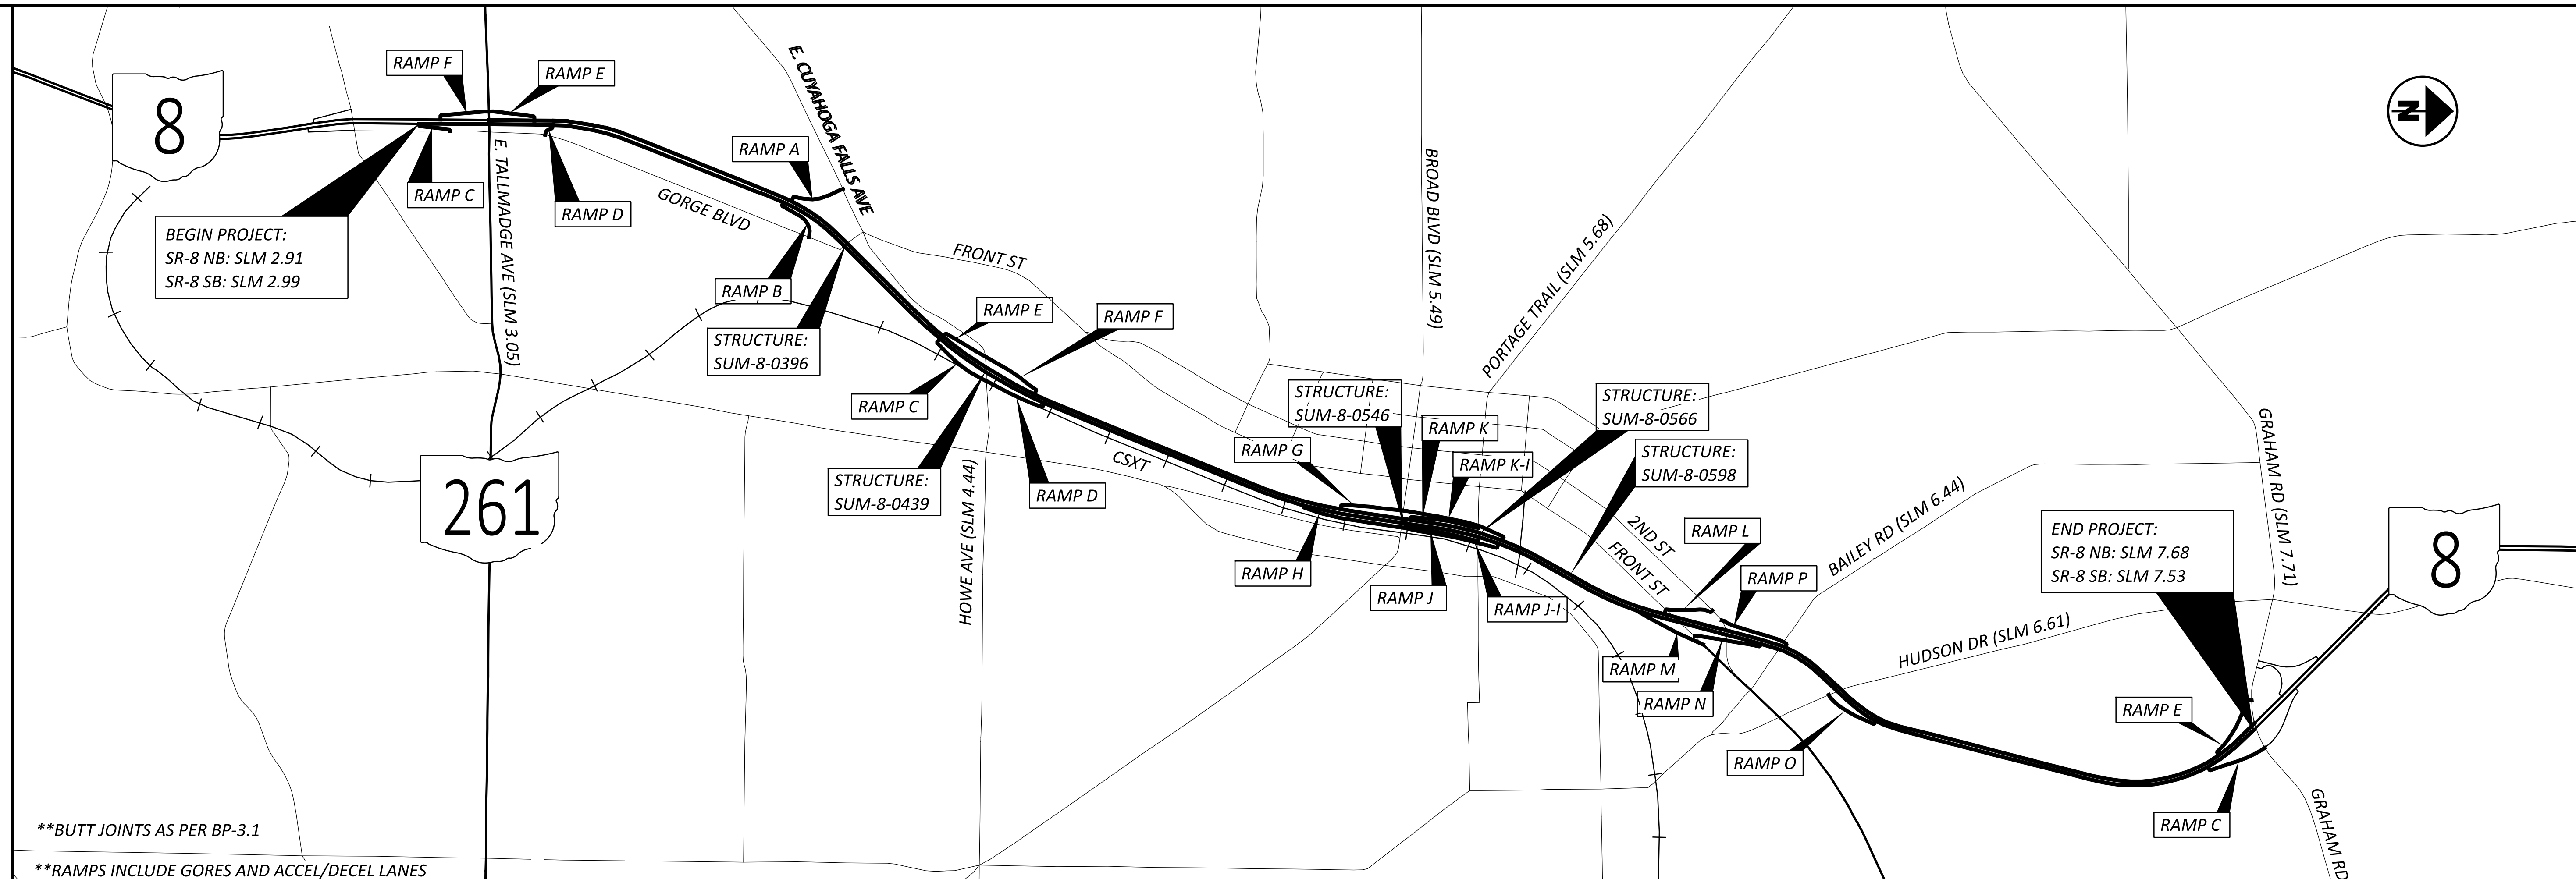 RAMP F
RAMP E
8
E. CUYAHOGA FALLS AVE
N
RAMP A
RAMP C
RAMP D
GORGE BLVD
E. TALLMADGE AVE (SLM 3.05)
BEGIN PROJECT:
SR-8 NB: SLM 2.91
SR-8 SB: SLM 2.99
FRONT ST
RAMP B
STRUCTURE:
SUM-8-0396
RAMP E
RAMP F
RAMP C
STRUCTURE:
SUM-8-0439
RAMP D
HOWE AVE (SLM 4.44)
CSXT
261
BROAD BLVD (SLM 5.49)
PORTAGE TRAIL (SLM 5.68)
STRUCTURE:
SUM-8-0546
RAMP K
RAMP G
RAMP K-I
STRUCTURE:
SUM-8-0566
STRUCTURE:
SUM-8-0598
RAMP H
RAMP J
RAMP J-I
2ND ST
FRONT ST
RAMP L
RAMP P
BAILEY RD (SLM 6.44)
RAMP M
RAMP N
RAMP O
HUDSON DR (SLM 6.61)
END PROJECT:
SR-8 NB: SLM 7.68
SR-8 SB: SLM 7.53
GRAHAM RD (SLM 7.71)
8
RAMP E
RAMP C
GRAHAM RD
**BUTT JOINTS AS PER BP-3.1
**RAMPS INCLUDE GORES AND ACCEL/DECEL LANES